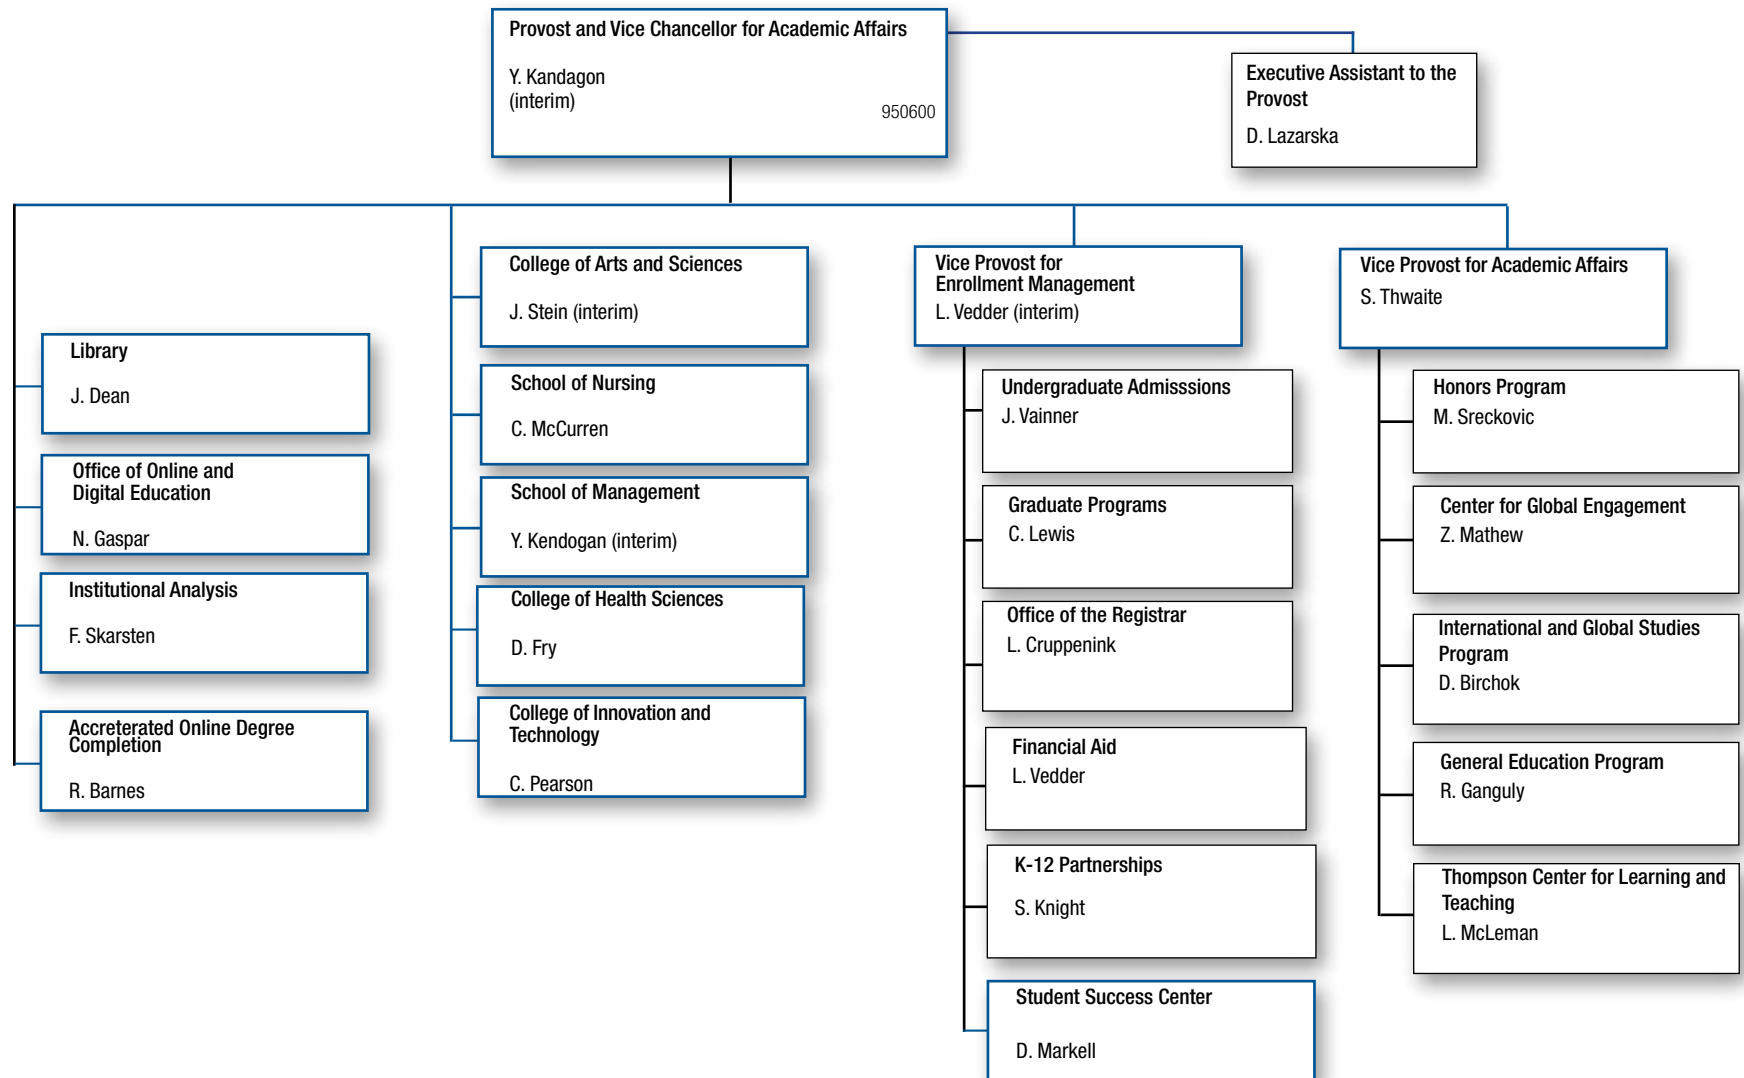 Provost and Vice Chancellor for Academic Affairs
Y. Kandagon
(interim)
950600
Executive Assistant to the
Provost
D. Lazarska
Library
J. Dean
Office of Online and
Digital Education
N. Gaspar
Institutional Analysis
F. Skarsten
Accreterated Online Degree
Completion
R. Barnes
College of Arts and Sciences
J. Stein (interim)
School of Nursing
C. McCurren
School of Management
Y. Kendogan (interim)
College of Health Sciences
D. Fry
College of Innovation and
Technology
C. Pearson
Vice Provost for
Enrollment Management
L. Vedder (interim)
Undergraduate Admisssions
J. Vainner
Graduate Programs
C. Lewis
Office of the Registrar
L. Cruppenink
Financial Aid
L. Vedder
K-12 Partnerships
S. Knight
Student Success Center
D. Markell
Vice Provost for Academic Affairs
S. Thwaite
Honors Program
M. Sreckovic
Center for Global Engagement
Z. Mathew
International and Global Studies
Program
D. Birchok
General Education Program
R. Ganguly
Thompson Center for Learning and
Teaching
L. McLeman